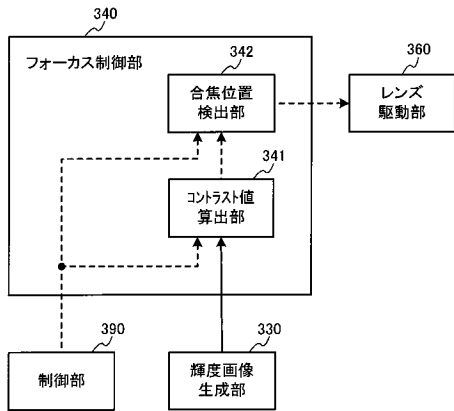 340
フォーカス制御部
342
合焦位置
検出部
360
レンズ
駆動部
341
コントラスト値
算出部
390
制御部
330
輝度画像
生成部